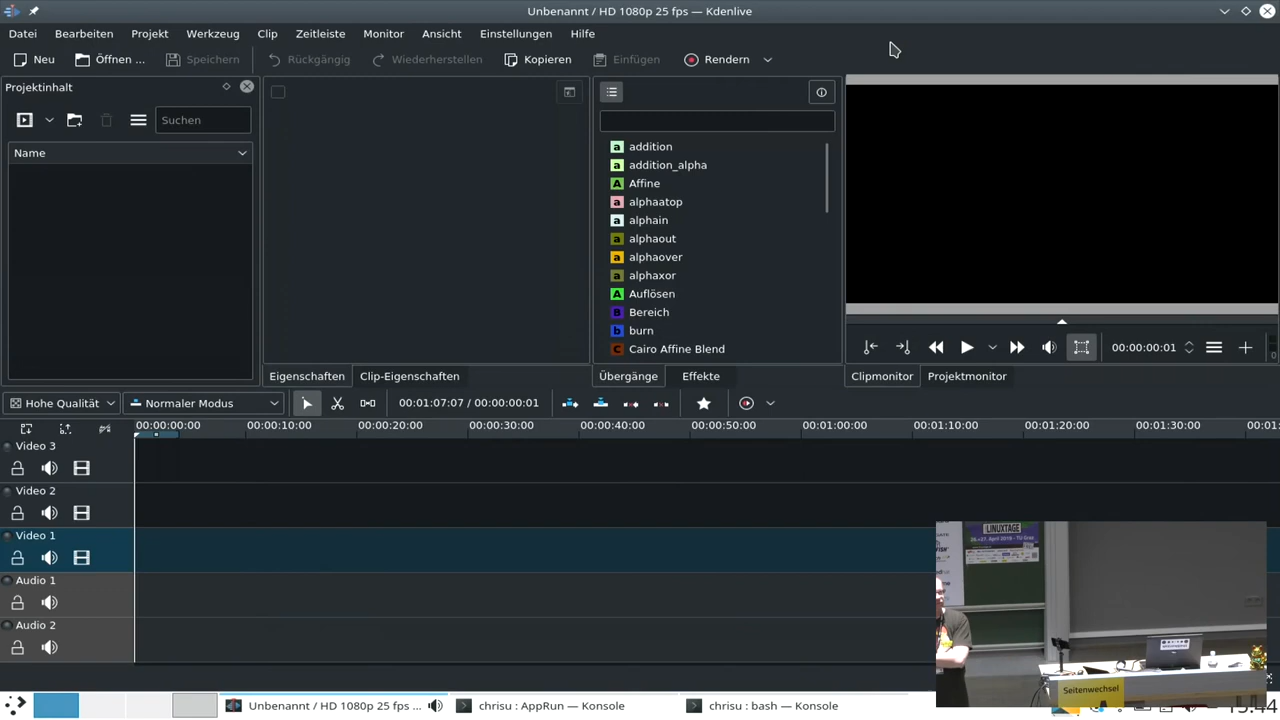 Unbenannt / HD 1080p 25 fps — Kdenlive
Datei Bearbeiten Projekt Werkzeug Clip Zeitleiste Monitor Ansicht Einstellungen Hilfe
Neu Öffnen ... Speichern Rückgängig Wiederherstellen Kopieren Einfügen Rendern
Projektinhalt
Suchen
Name
addition
addition_alpha
Affine
alphaatop
alphain
alphaout
alphaover
alphaxor
Auflösen
Bereich
burn
Cairo Affine Blend
00:00:00:01
Eigenschaften Clip-Eigenschaften Übergänge Effekte Clipmonitor Projektmonitor
Hohe Qualität Normaler Modus 00:01:07:07 / 00:00:00:01
00:00:00:00 00:00:10:00 00:00:20:00 00:00:30:00 00:00:40:00 00:00:50:00 00:01:00:00 00:01:10:00 00:01:20:00 00:01:30:00
Video 3
Video 2
Video 1
Audio 1
Audio 2
LINUXTAGE
26.+27. April 2019 - TU Graz
Seitenwechsel
Unbenannt / HD 1080p 25 fps ... chrisu : AppRun — Konsole chrisu : bash — Konsole